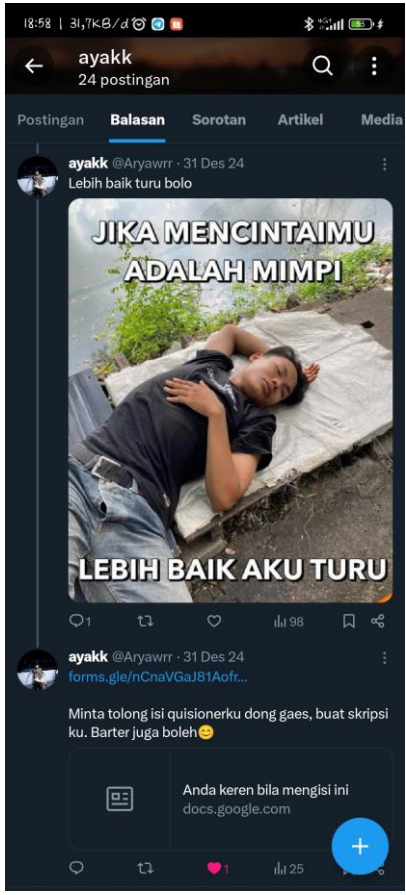 18:58 | 31,7KB/d
ayakk
24 postingan
Postingan Balasan Sorotan Artikel Media
ayakk @Aryawrr · 31 Des 24
Lebih baik turu bolo
JIKA MENCINTAIMU
ADALAH MIMPI
LEBIH BAIK AKU TURU
1 98
ayakk @Aryawrr · 31 Des 24
forms.gle/nCnaVGaJ81Aofr...
Minta tolong isi quisionerku dong gaes, buat skripsi
ku. Barter juga boleh😊
Anda keren bila mengisi ini
docs.google.com
1 25